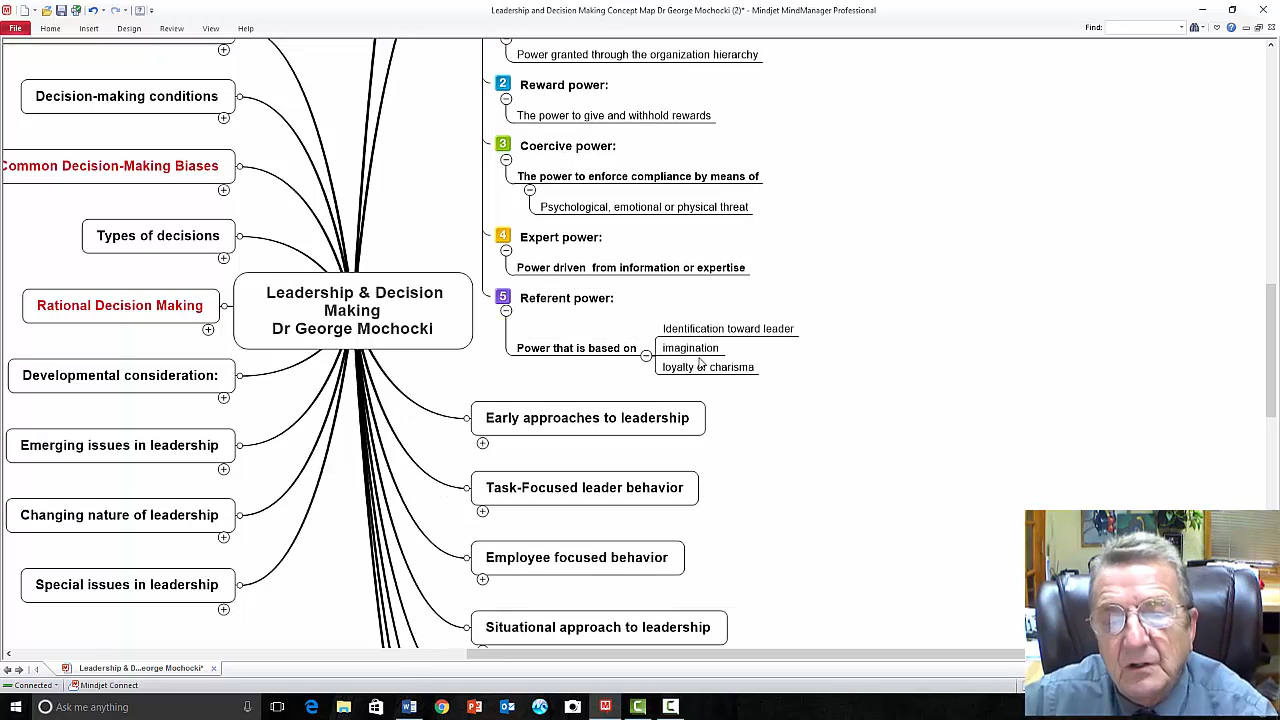 Leadership and Decision Making Concept Map Dr George Mochocki (2)* - Mindjet MindManager Professional
File Home Insert Design Review View Help
Find:
Decision-making conditions
Common Decision-Making Biases
Types of decisions
Rational Decision Making
Developmental consideration:
Emerging issues in leadership
Changing nature of leadership
Special issues in leadership
Leadership & Decision
Making
Dr George Mochocki
Power granted through the organization hierarchy
2 Reward power:
The power to give and withhold rewards
3 Coercive power:
The power to enforce compliance by means of
Psychological, emotional or physical threat
4 Expert power:
Power driven from information or expertise
5 Referent power:
Power that is based on
Identification toward leader
imagination
loyalty or charisma
Early approaches to leadership
Task-Focused leader behavior
Employee focused behavior
Situational approach to leadership
Leadership & D...eorge Mochocki*
Connected Mindjet Connect
Ask me anything